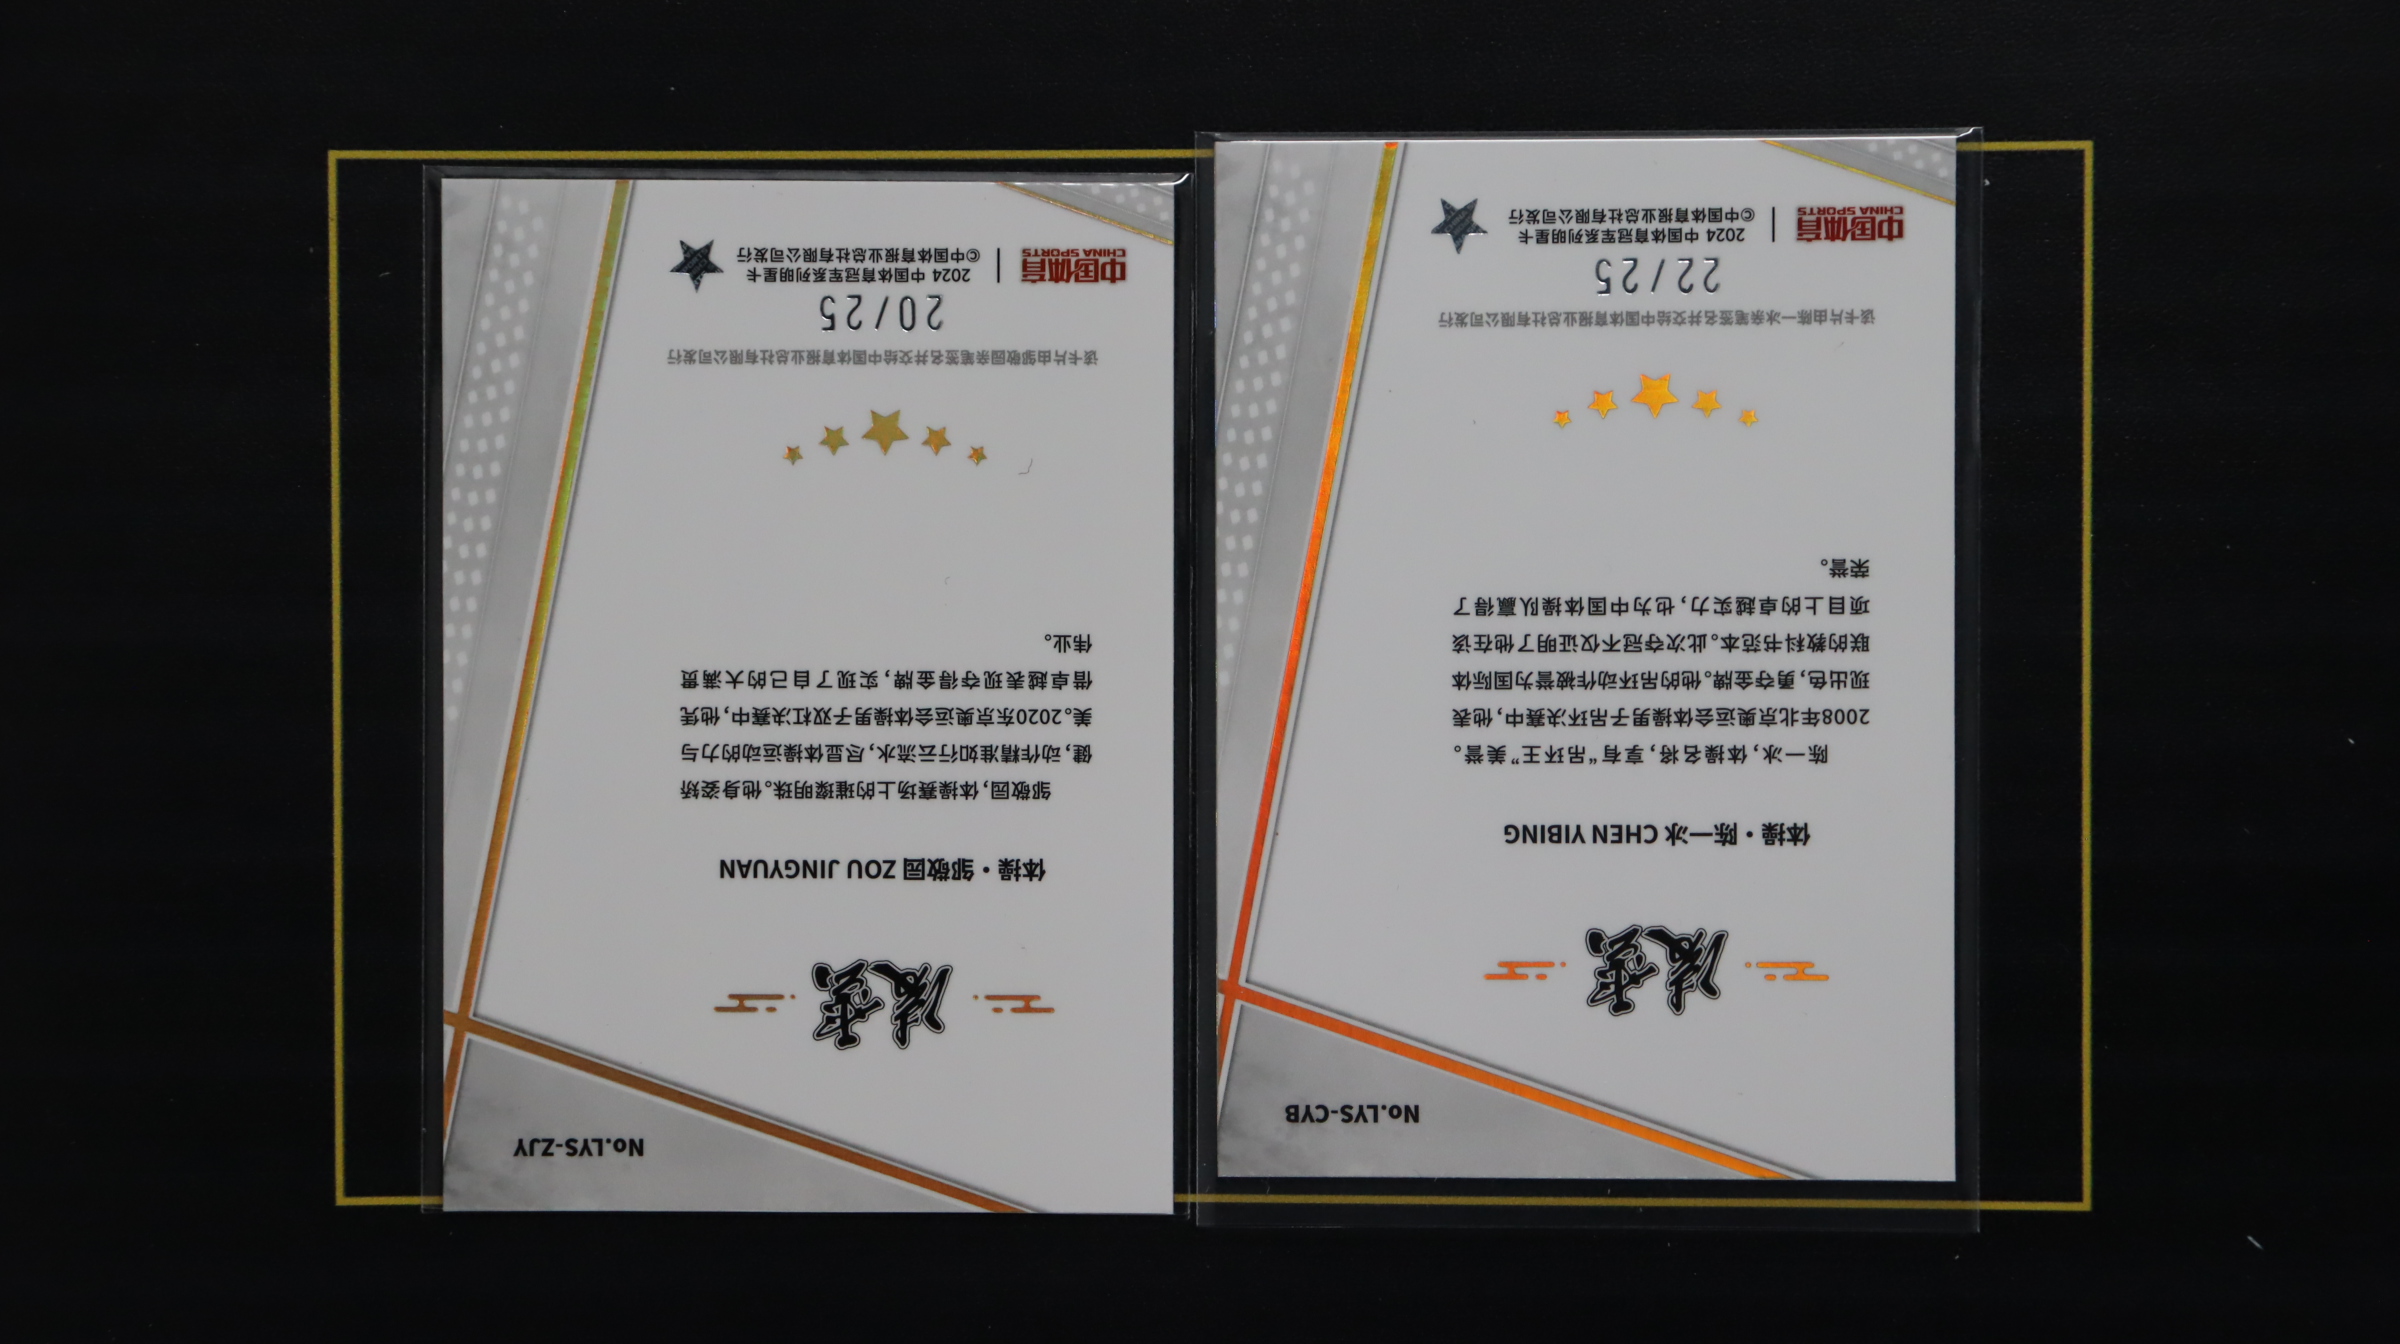 No.LYS-CYB
凌云
体操·陈一冰 CHEN YIBING
陈一冰，体操名将，享有“吊环王”美誉。
2008年北京奥运会体操男子吊环决赛中，他表
现出色，勇夺金牌。他的吊环动作被誉为国际体
联的教科书范本。此次夺冠不仅证明了他在该
项目上的卓越实力，也为中国体操队赢得了
荣誉。
该卡片由陈一冰亲笔签名并交给中国体育报业总社有限公司发行
22/25
中国体育
CHINA SPORTS
2024 中国体育冠军系列明星卡
©中国体育报业总社有限公司发行
No.LYS-ZJY
凌云
体操·邹敬园 ZOU JINGYUAN
邹敬园，体操赛场上的璀璨明珠。他身姿矫
健，动作精准如行云流水，尽显体操运动的力与
美。2020东京奥运会体操男子双杠决赛中，他凭
借卓越表现夺得金牌，实现了自己的大满贯
伟业。
该卡片由邹敬园亲笔签名并交给中国体育报业总社有限公司发行
20/25
中国体育
CHINA SPORTS
2024 中国体育冠军系列明星卡
©中国体育报业总社有限公司发行